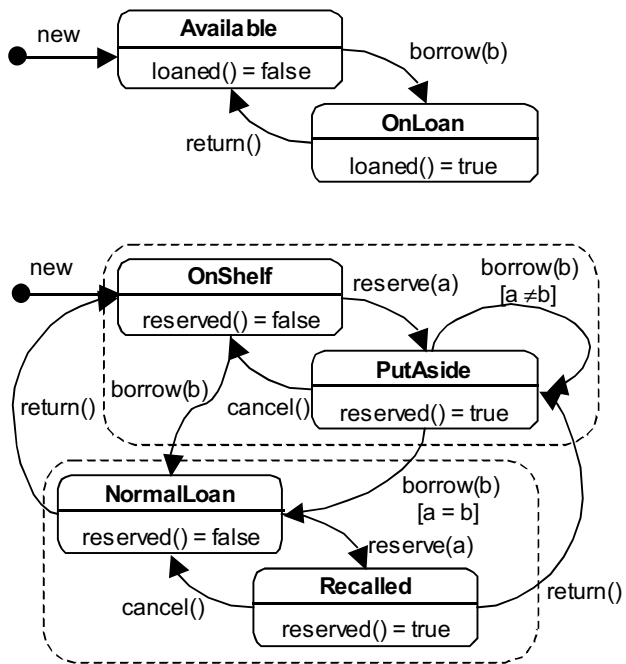 new
Available
loaned() = false
borrow(b)
OnLoan
loaned() = true
return()
new
OnShelf
reserved() = false
reserve(a)
borrow(b)
[a ≠b]
PutAside
reserved() = true
cancel()
borrow(b)
return()
NormalLoan
reserved() = false
borrow(b)
[a = b]
reserve(a)
Recalled
reserved() = true
cancel()
return()